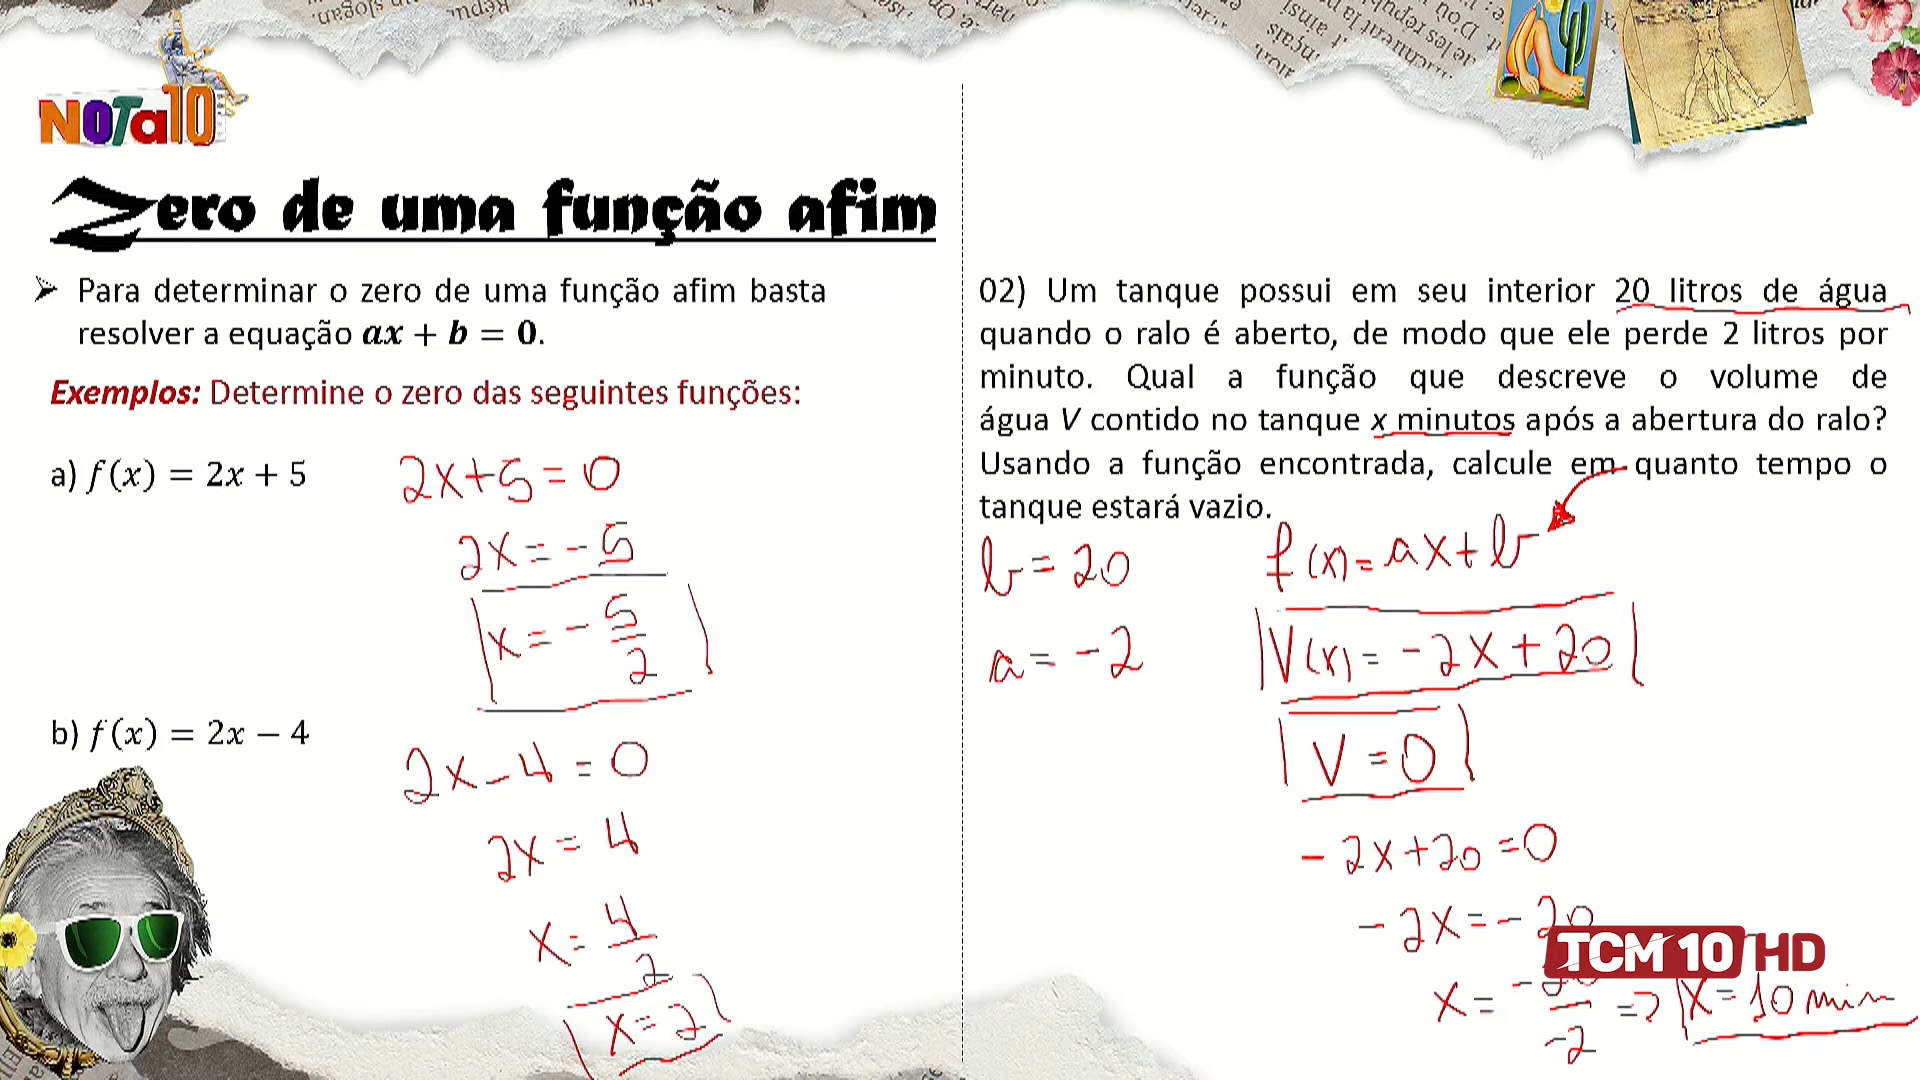 NOTa10
Zero de uma função afim
➢ Para determinar o zero de uma função afim basta
resolver a equação ax + b = 0.
Exemplos: Determine o zero das seguintes funções:
a) f(x) = 2x + 5
2x+5=0
2x=-5
x=-5/2
b) f(x) = 2x − 4
2x-4=0
2x=4
x=4/2
x=2
02) Um tanque possui em seu interior 20 litros de água
quando o ralo é aberto, de modo que ele perde 2 litros por
minuto. Qual a função que descreve o volume de
água V contido no tanque x minutos após a abertura do ralo?
Usando a função encontrada, calcule em quanto tempo o
tanque estará vazio.
b=20
f(x)=ax+b
a=-2
V(x)=-2x+20
V=0
-2x+20=0
-2x=-20
x=-20/-2 => x=10min
TCM 10 HD